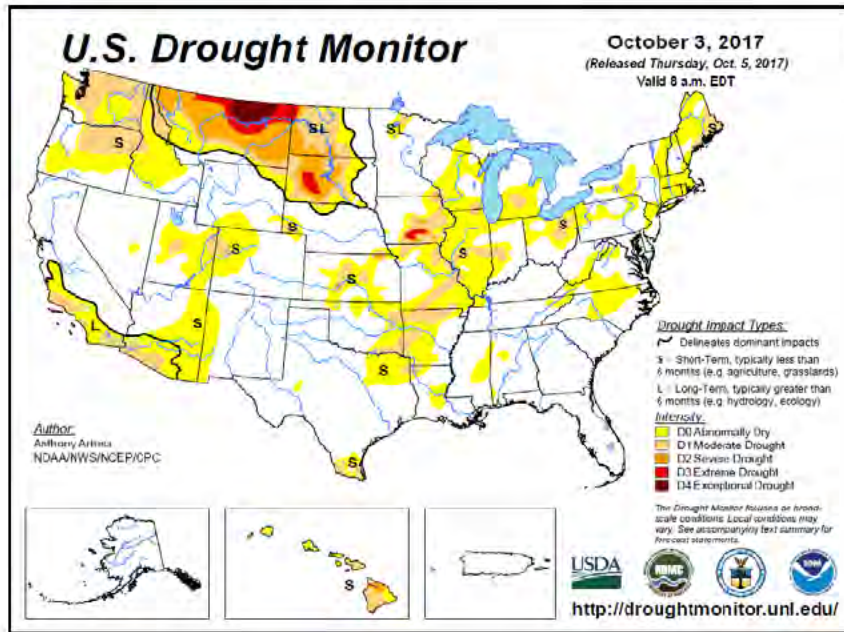 U.S. Drought Monitor
October 3, 2017
(Released Thursday, Oct. 5, 2017)
Valid 8 a.m. EDT
S
SL
SL
S
S
S
S
S
S
S
S
L
S
S
Drought Impact Types:
Delineates dominant impacts
S = Short-Term, typically less than
6 months (e.g. agriculture, grasslands)
L = Long-Term, typically greater than
6 months (e.g. hydrology, ecology)
Intensity:
D0 Abnormally Dry
D1 Moderate Drought
D2 Severe Drought
D3 Extreme Drought
D4 Exceptional Drought
Author:
Anthony
NOAA/NWS/NCEP/CPC
The Drought Monitor focuses on broad-
scale conditions. Local conditions may
vary. See accompanying text summary for
forecast statements.
S
USDA
NDMC
http://droughtmonitor.unl.edu/